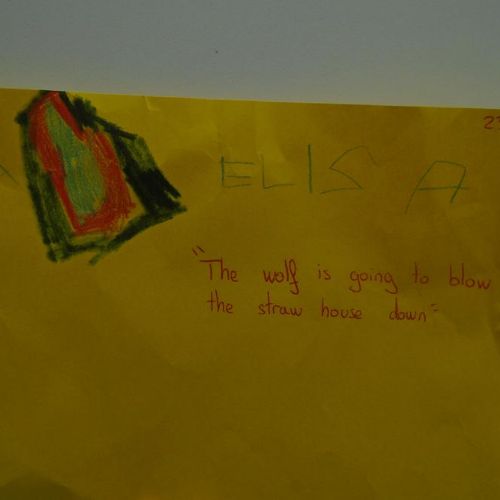 ELISA
"The wolf is going to blow
the straw house down"